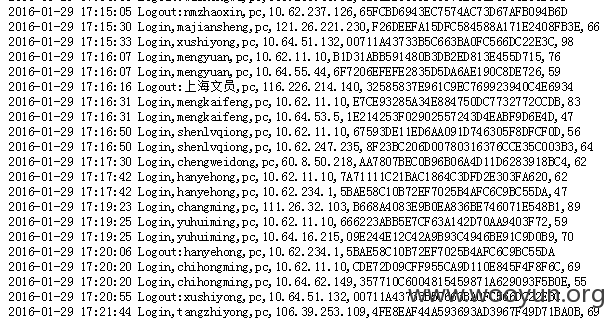 2016-01-29 17:15:05 Logout:nmzhaoxin,pc,10.62.237.126,65FCBD6943EC7574AC73D67AFB094B6D
2016-01-29 17:15:30 Login,majiansheng,pc,121.26.221.230,F26DEEFA15DFC584588A171E2408FB3E,66
2016-01-29 17:15:33 Login,xushiyong,pc,10.64.51.132,00711A43733B5C663BA0FC566DC22E3C,98
2016-01-29 17:16:07 Login,mengyuan,pc,10.62.11.10,B1D31ABB591480B3DB2ED813E455D715,76
2016-01-29 17:16:07 Login,mengyuan,pc,10.64.55.44,6F7206EFEFE2835D5DA6AE190C8DE726,59
2016-01-29 17:16:16 Logout:上海文员,pc,116.226.214.140,32585837E961C9EC769923940C4E6934
2016-01-29 17:16:31 Login,mengkaifeng,pc,10.62.11.10,E7CE93285A34E884750DC7732772CCDB,83
2016-01-29 17:16:31 Login,mengkaifeng,pc,10.64.53.5,1E214253F02902557243D4EABF9D6E4D,47
2016-01-29 17:16:50 Login,shenlvqiong,pc,10.62.11.10,67593DE11ED6AA091D746305F8DFCF0D,56
2016-01-29 17:16:50 Login,shenlvqiong,pc,10.62.247.235,8F23BC206D00780316376CCE35C003B3,64
2016-01-29 17:17:30 Login,chengweidong,pc,60.8.50.218,AA7807BEC0B96B06A4D11D6283918BC4,62
2016-01-29 17:17:42 Login,hanyehong,pc,10.62.11.10,7A71111C21BAC1864C3DFD2E303FA620,62
2016-01-29 17:17:42 Login,hanyehong,pc,10.62.234.1,5BAE58C10B72EF7025B4AFC6C9BC55DA,47
2016-01-29 17:19:23 Login,changming,pc,111.26.32.103,B668A4083E9B0EA836BE746071E548B1,89
2016-01-29 17:19:25 Login,yuhuiming,pc,10.62.11.10,666223ABB5E7CF63A142D70AA9403F72,59
2016-01-29 17:19:25 Login,yuhuiming,pc,10.64.16.215,09E244E12C42A9B93C4946BE91C9D0B9,70
2016-01-29 17:20:06 Logout:hanyehong,pc,10.62.234.1,5BAE58C10B72EF7025B4AFC6C9BC55DA
2016-01-29 17:20:20 Login,chihongming,pc,10.62.11.10,CDE72D09CFF955CA9D110E845F4F8F6C,69
2016-01-29 17:20:20 Login,chihongming,pc,10.64.62.149,357710C6004815459871A629093F5B0E,55
2016-01-29 17:20:55 Logout:xushiyong,pc,10.64.51.132,
2016-01-29 17:21:44 Login,tangzhiyong,pc,106.39.253.109,4FE8EAF44A593693AD3967F49D71BA0A,69
www.wooyun.org